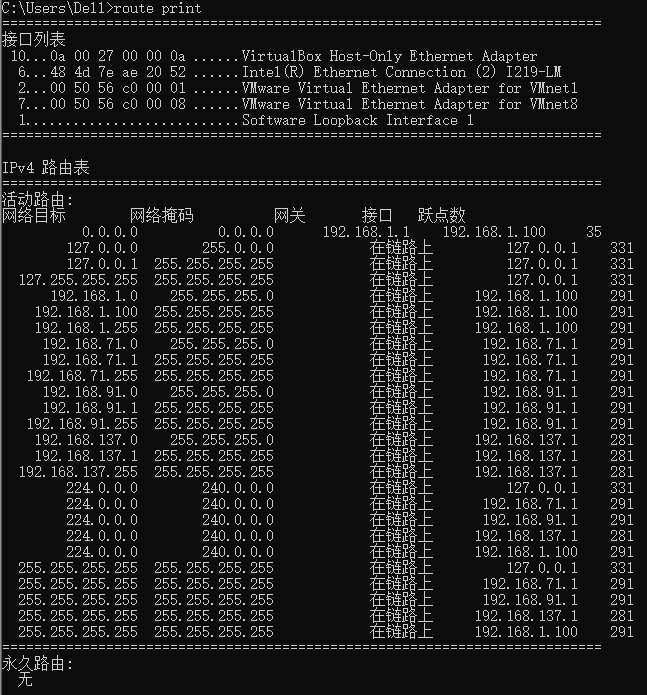 C:\Users\Dell>route print
===========================================================================
接口列表
 10...0a 00 27 00 00 0a ......VirtualBox Host-Only Ethernet Adapter
  6...48 4d 7e ae 20 52 ......Intel(R) Ethernet Connection (2) I219-LM
  2...00 50 56 c0 00 01 ......VMware Virtual Ethernet Adapter for VMnet1
  7...00 50 56 c0 00 08 ......VMware Virtual Ethernet Adapter for VMnet8
  1...........................Software Loopback Interface 1
===========================================================================
IPv4 路由表
===========================================================================
活动路由:
网络目标        网络掩码          网关       接口   跃点数
          0.0.0.0          0.0.0.0      192.168.1.1    192.168.1.100     35
        127.0.0.0        255.0.0.0            在链路上         127.0.0.1    331
        127.0.0.1  255.255.255.255            在链路上         127.0.0.1    331
  127.255.255.255  255.255.255.255            在链路上         127.0.0.1    331
      192.168.1.0    255.255.255.0            在链路上     192.168.1.100    291
    192.168.1.100  255.255.255.255            在链路上     192.168.1.100    291
    192.168.1.255  255.255.255.255            在链路上     192.168.1.100    291
     192.168.71.0    255.255.255.0            在链路上      192.168.71.1    291
     192.168.71.1  255.255.255.255            在链路上      192.168.71.1    291
   192.168.71.255  255.255.255.255            在链路上      192.168.71.1    291
     192.168.91.0    255.255.255.0            在链路上      192.168.91.1    291
     192.168.91.1  255.255.255.255            在链路上      192.168.91.1    291
   192.168.91.255  255.255.255.255            在链路上      192.168.91.1    291
    192.168.137.0    255.255.255.0            在链路上     192.168.137.1    281
    192.168.137.1  255.255.255.255            在链路上     192.168.137.1    281
  192.168.137.255  255.255.255.255            在链路上     192.168.137.1    281
        224.0.0.0        240.0.0.0            在链路上         127.0.0.1    331
        224.0.0.0        240.0.0.0            在链路上      192.168.71.1    291
        224.0.0.0        240.0.0.0            在链路上      192.168.91.1    291
        224.0.0.0        240.0.0.0            在链路上     192.168.137.1    281
        224.0.0.0        240.0.0.0            在链路上     192.168.1.100    291
  255.255.255.255  255.255.255.255            在链路上         127.0.0.1    331
  255.255.255.255  255.255.255.255            在链路上      192.168.71.1    291
  255.255.255.255  255.255.255.255            在链路上      192.168.91.1    291
  255.255.255.255  255.255.255.255            在链路上     192.168.137.1    281
  255.255.255.255  255.255.255.255            在链路上     192.168.1.100    291
===========================================================================
永久路由:
  无